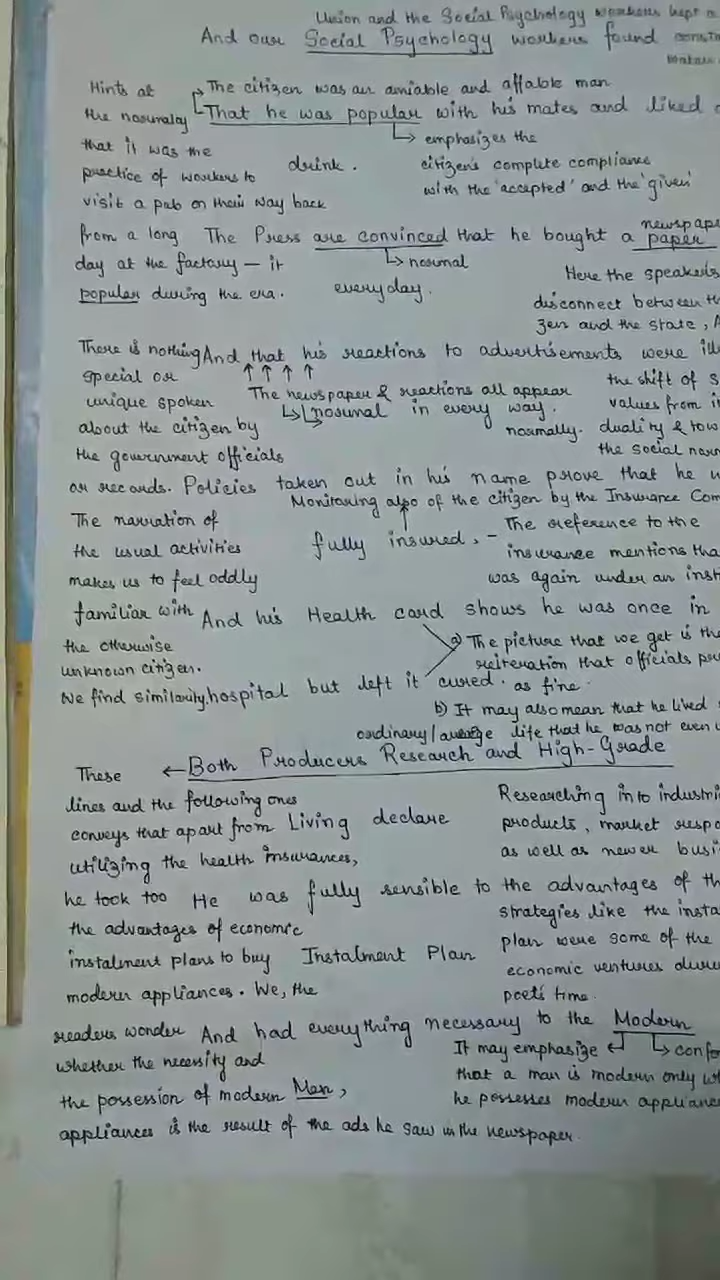 Union and the Social Psychology workers kept a
And our Social Psychology workers found
Hints at
the normalcy
that it was the
practice of workers to
visit a pub on their way back
from a long
day at the factory — it
popular during the era.
The citizen was an amiable and affable man
That he was popular with his mates and liked
drink.
emphasizes the
citizen's complete compliance
with the 'accepted' and the 'given'
The Press are convinced that he bought a paper
newspap
normal
everyday.
Here the speakers
disconnect between th
zen and the state,
There is nothing
special or
unique spoken
about the citizen by
the government officials
or records.
And that his reactions to advertisements were
The newspaper & reactions all appear
normal in every way.
normally.
the shift of
values from
duality & tow
the social
Policies taken out in his name prove that he
Monitoring also of the citizen by the Insurance Com
The narration of
the usual activities
makes us to feel oddly
familiar with
the otherwise
unknown citizen.
We find similarity,
fully insured, -
The reference to the
insurance mentions tha
was again under an inst
And his Health card shows he was once in
hospital but left it cured.
a) The picture that we get is the
reiteration that officials
as fine.
b) It may also mean that he lived
ordinary/average life that he was not even
These
lines and the following ones
conveys that apart from
utilizing the health insurances,
he took too
the advantages of economic
instalment plans to buy
modern appliances. We, the
readers wonder
whether the necessity and
the possession of modern
appliances is the result of the ads he saw in the newspaper.
← Both Producers Research and High-Grade
Living declare
Researching into industri
products, market resp
as well as newer busi
He was fully sensible to the advantages of th
Instalment Plan
strategies like the insta
plan were some of the
economic ventures dur
poet's time.
And had everything necessary to the Modern
Man,
It may emphasize
that a man is modern only
he possesses modern applianc
confo